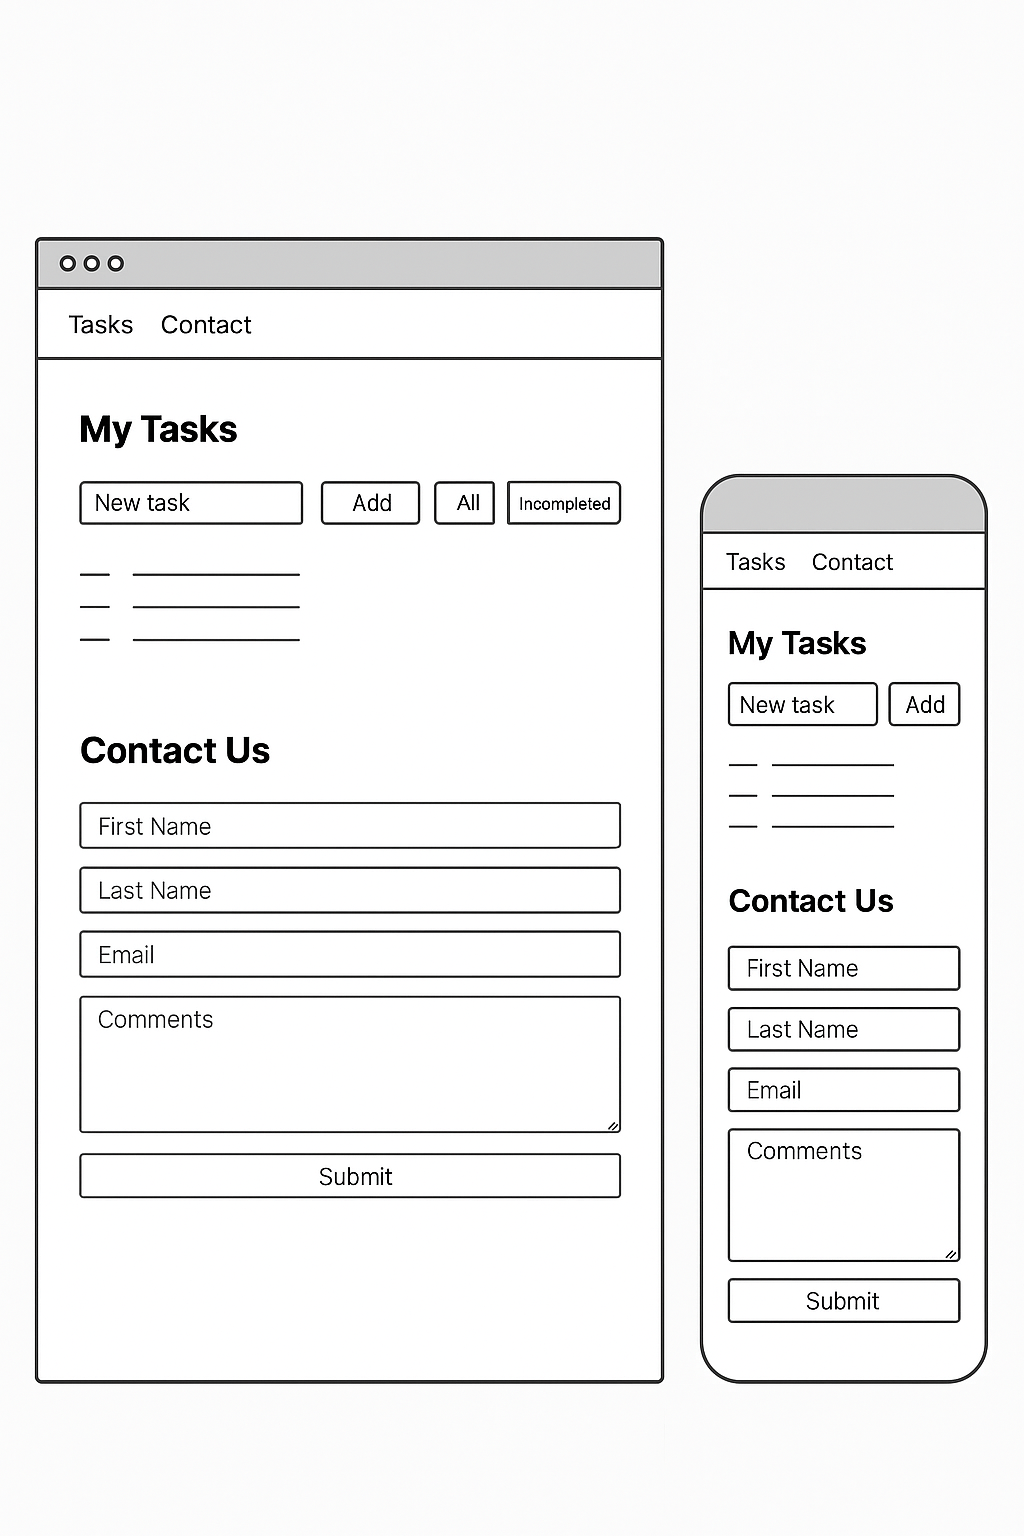 Tasks Contact
My Tasks
New task Add All Incompleted
Contact Us
First Name
Last Name
Email
Comments
Submit
Tasks Contact
My Tasks
New task Add
Contact Us
First Name
Last Name
Email
Comments
Submit